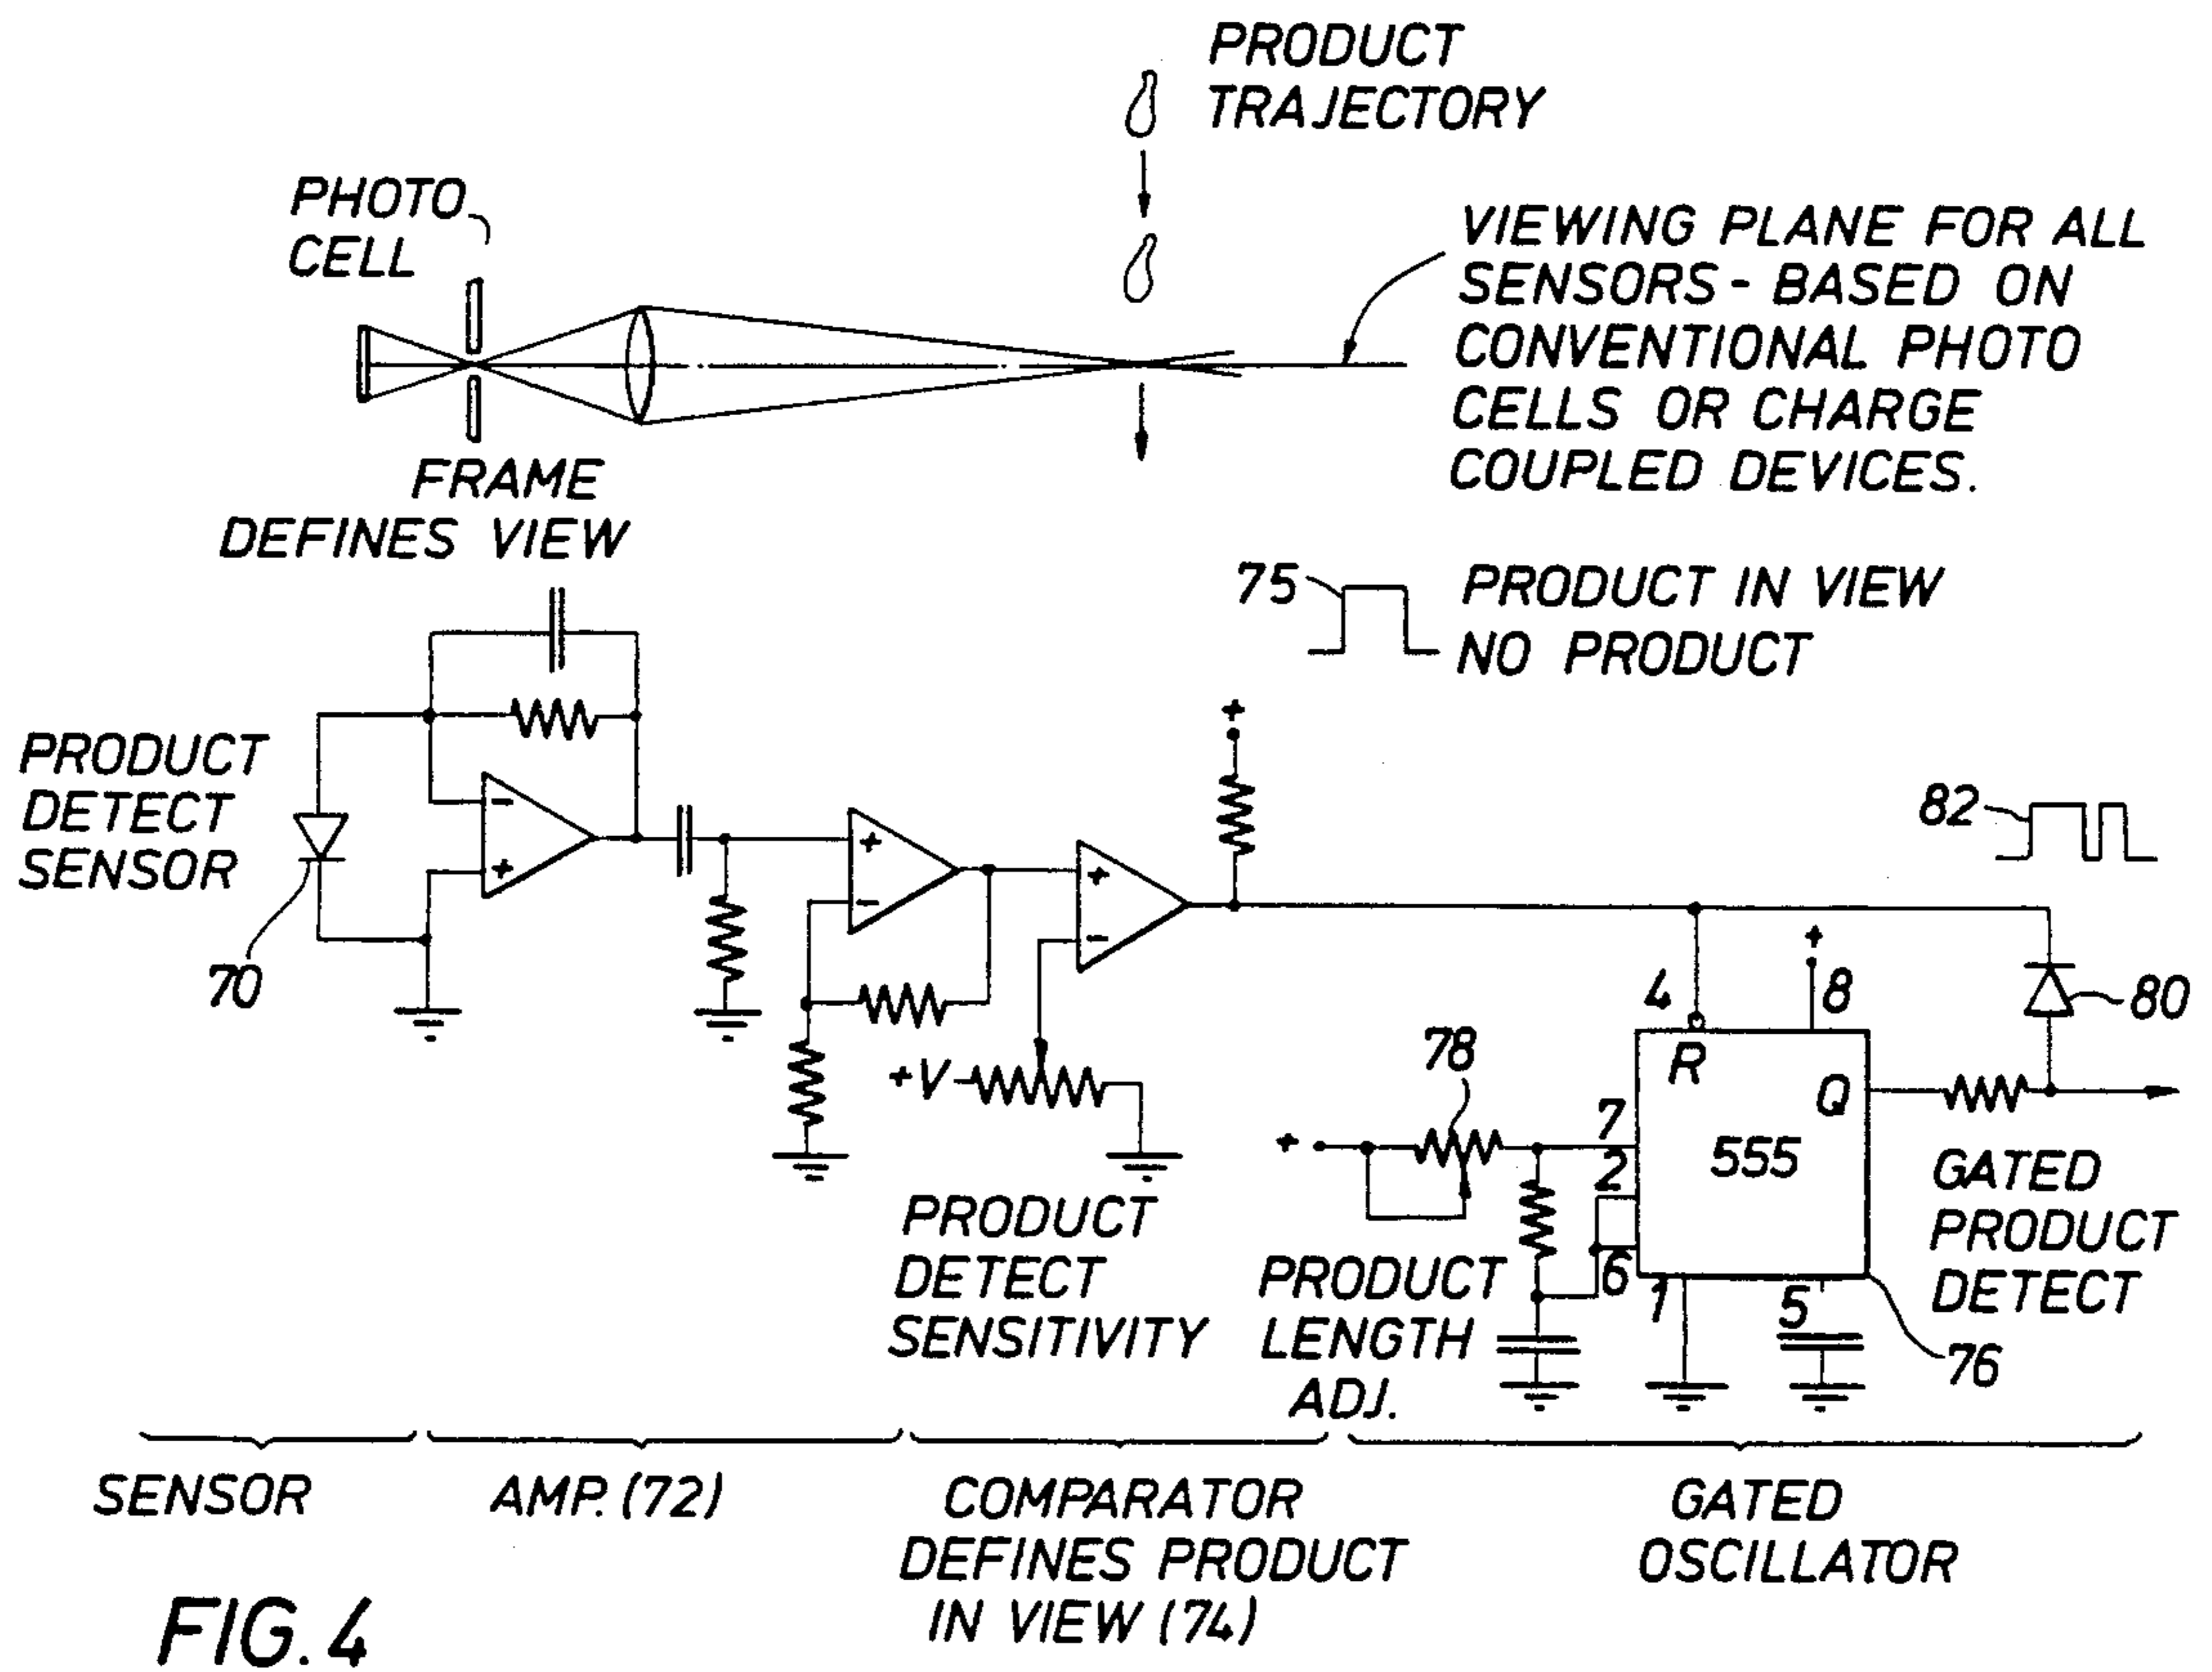 PRODUCT
TRAJECTORY
PHOTO
CELL
VIEWING PLANE FOR ALL
SENSORS - BASED ON
CONVENTIONAL PHOTO
CELLS OR CHARGE
COUPLED DEVICES.
FRAME
DEFINES VIEW
75
PRODUCT IN VIEW
NO PRODUCT
PRODUCT
DETECT
SENSOR
70
-
+
+
-
+
-
+
82
+
4
8
80
78
R
Q
+V
+
7
2
555
6
1
5
GATED
PRODUCT
DETECT
PRODUCT
DETECT
SENSITIVITY
PRODUCT
LENGTH
ADJ.
76
SENSOR
AMP. (72)
COMPARATOR
DEFINES PRODUCT
IN VIEW (74)
GATED
OSCILLATOR
FIG. 4